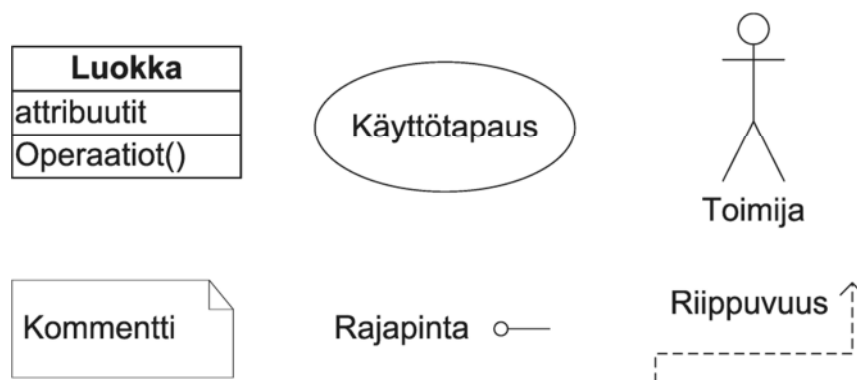 Luokka
attribuutit
Operaatiot()
Käyttötapaus
Toimija
Kommentti
Rajapinta
Riippuvuus